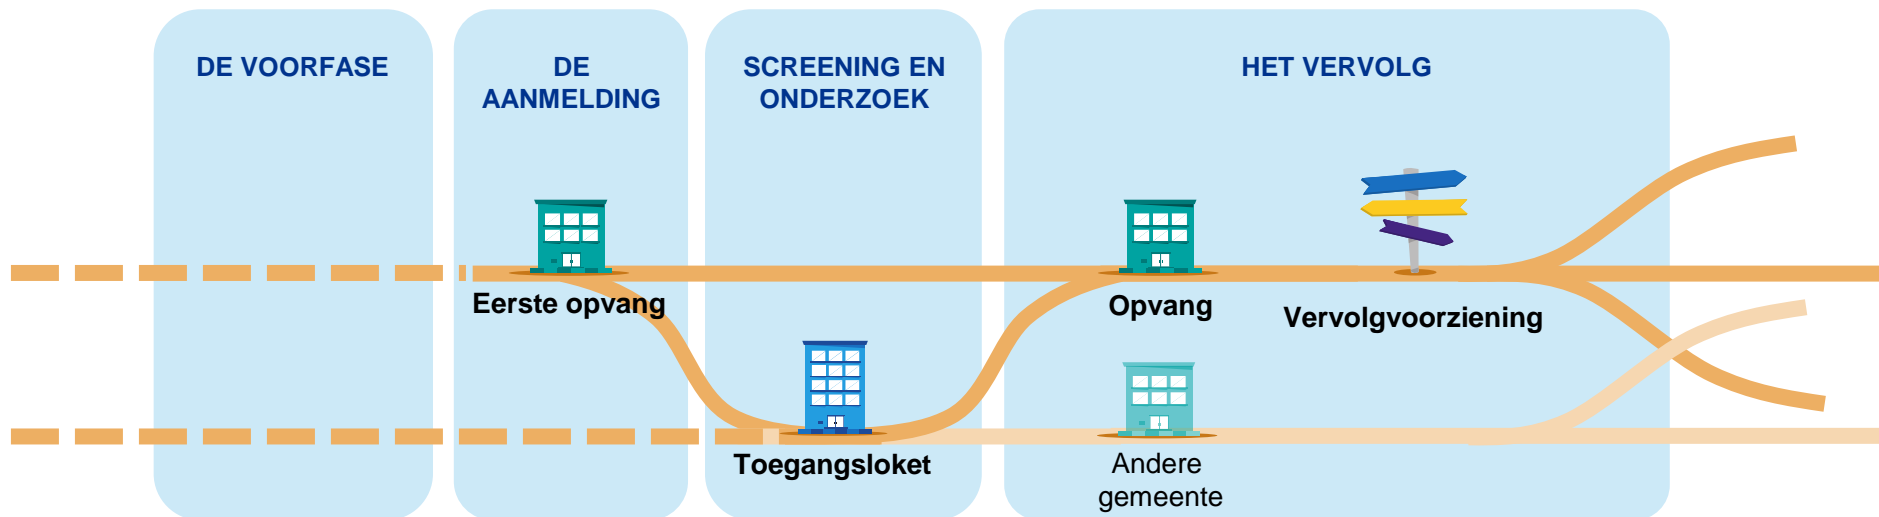 DE VOORFASE
DE
AANMELDING
SCREENING EN
ONDERZOEK
HET VERVOLG
Eerste opvang
Opvang
Vervolgvoorziening
Toegangsloket
Andere
gemeente